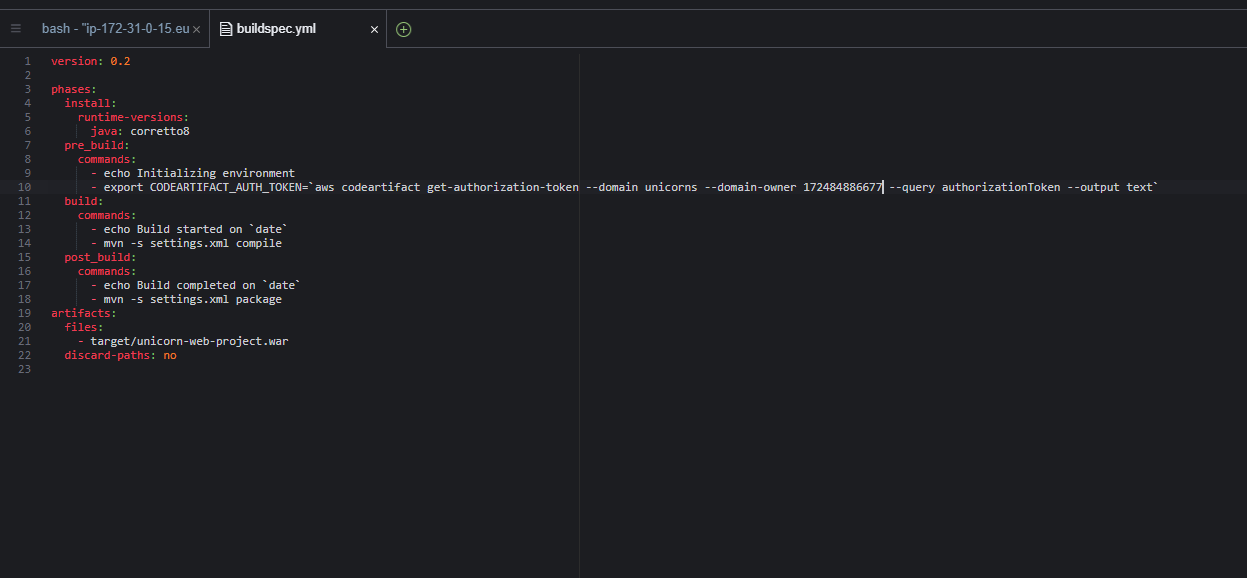 bash - "ip-172-31-0-15.eu
buildspec.yml
1 version: 0.2
2
3 phases:
4   install:
5     runtime-versions:
6       java: corretto8
7   pre_build:
8     commands:
9       - echo Initializing environment
10       - export CODEARTIFACT_AUTH_TOKEN=`aws codeartifact get-authorization-token --domain unicorns --domain-owner 172484886677 --query authorizationToken --output text`
11   build:
12     commands:
13       - echo Build started on `date`
14       - mvn -s settings.xml compile
15   post_build:
16     commands:
17       - echo Build completed on `date`
18       - mvn -s settings.xml package
19 artifacts:
20   files:
21     - target/unicorn-web-project.war
22   discard-paths: no
23